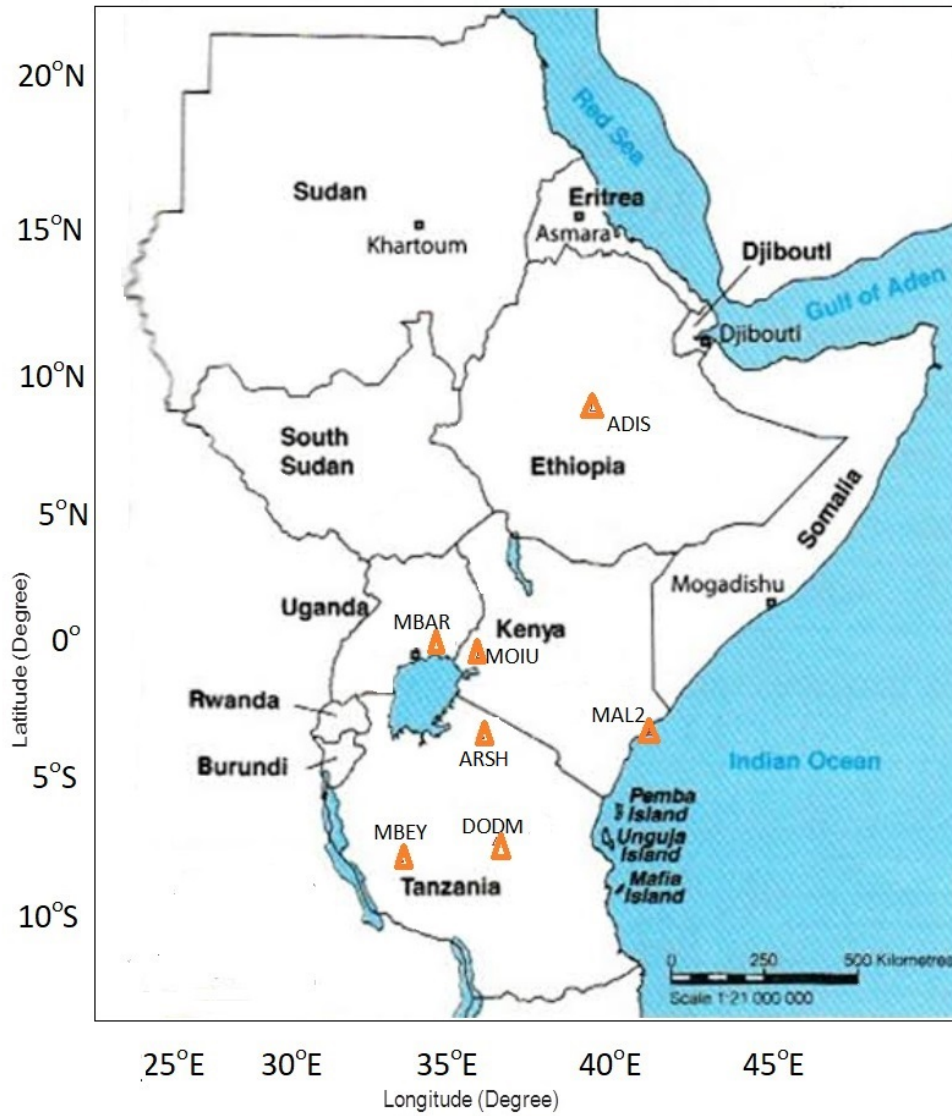 20°N
Red Sea
Sudan
Eritrea
15°N
Khartoum
Asmara
Djibouti
Gulf of Aden
Djibouti
10°N
ADIS
South
Sudan
Ethiopia
5°N
Somalia
Mogadishu
Uganda
MBAR
Kenya
0°
MOIU
Latitude (Degree)
Rwanda
MAL2
ARSH
Burundi
5°S
Indian Ocean
Pemba
Island
MBEY
DODM
Unguja
Island
Tanzania
Mafia
Island
10°S
0 250 500 Kilometres
Scale 1:21 000 000
25°E 30°E 35°E 40°E 45°E
Longitude (Degree)